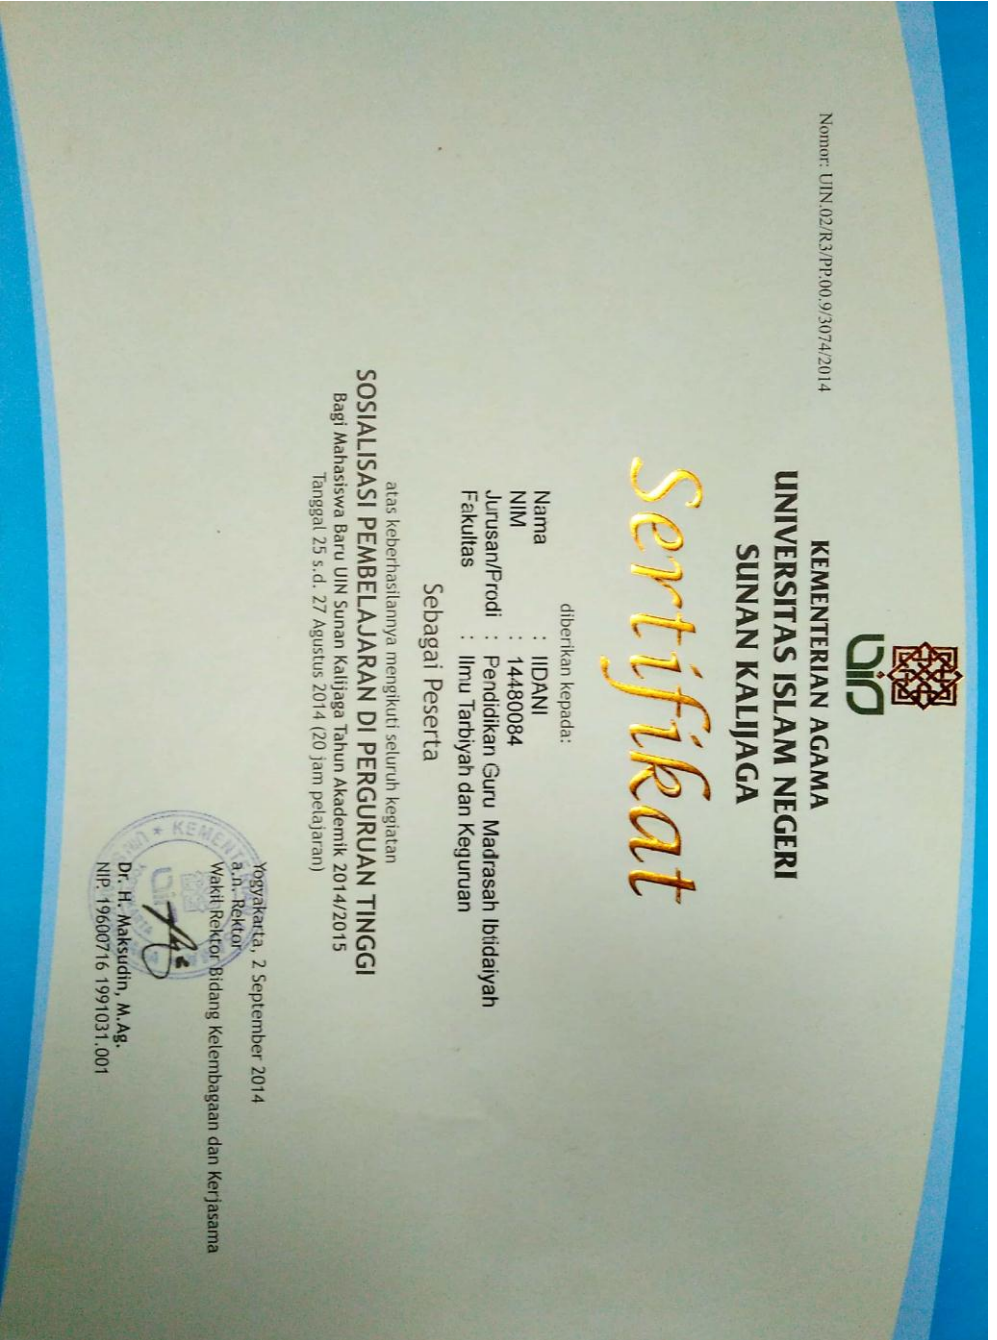 Nomor: UIN.02/R3/PP.00.9/3074/2014
uin
KEMENTERIAN AGAMA
UNIVERSITAS ISLAM NEGERI
SUNAN KALIJAGA
Sertifikat
diberikan kepada:
Nama : IIDANI
NIM : 14480084
Jurusan/Prodi : Pendidikan Guru Madrasah Ibtidaiyah
Fakultas : Ilmu Tarbiyah dan Keguruan
Sebagai Peserta
atas keberhasilannya mengikuti seluruh kegiatan
SOSIALISASI PEMBELAJARAN DI PERGURUAN TINGGI
Bagi Mahasiswa Baru UIN Sunan Kalijaga Tahun Akademik 2014/2015
Tanggal 25 s.d. 27 Agustus 2014 (20 jam pelajaran)
Yogyakarta, 2 September 2014
a.n. Rektor
Wakil Rektor Bidang Kelembagaan dan Kerjasama
Dr. H. Maksudin, M.Ag.
NIP. 19600716 1991031.001